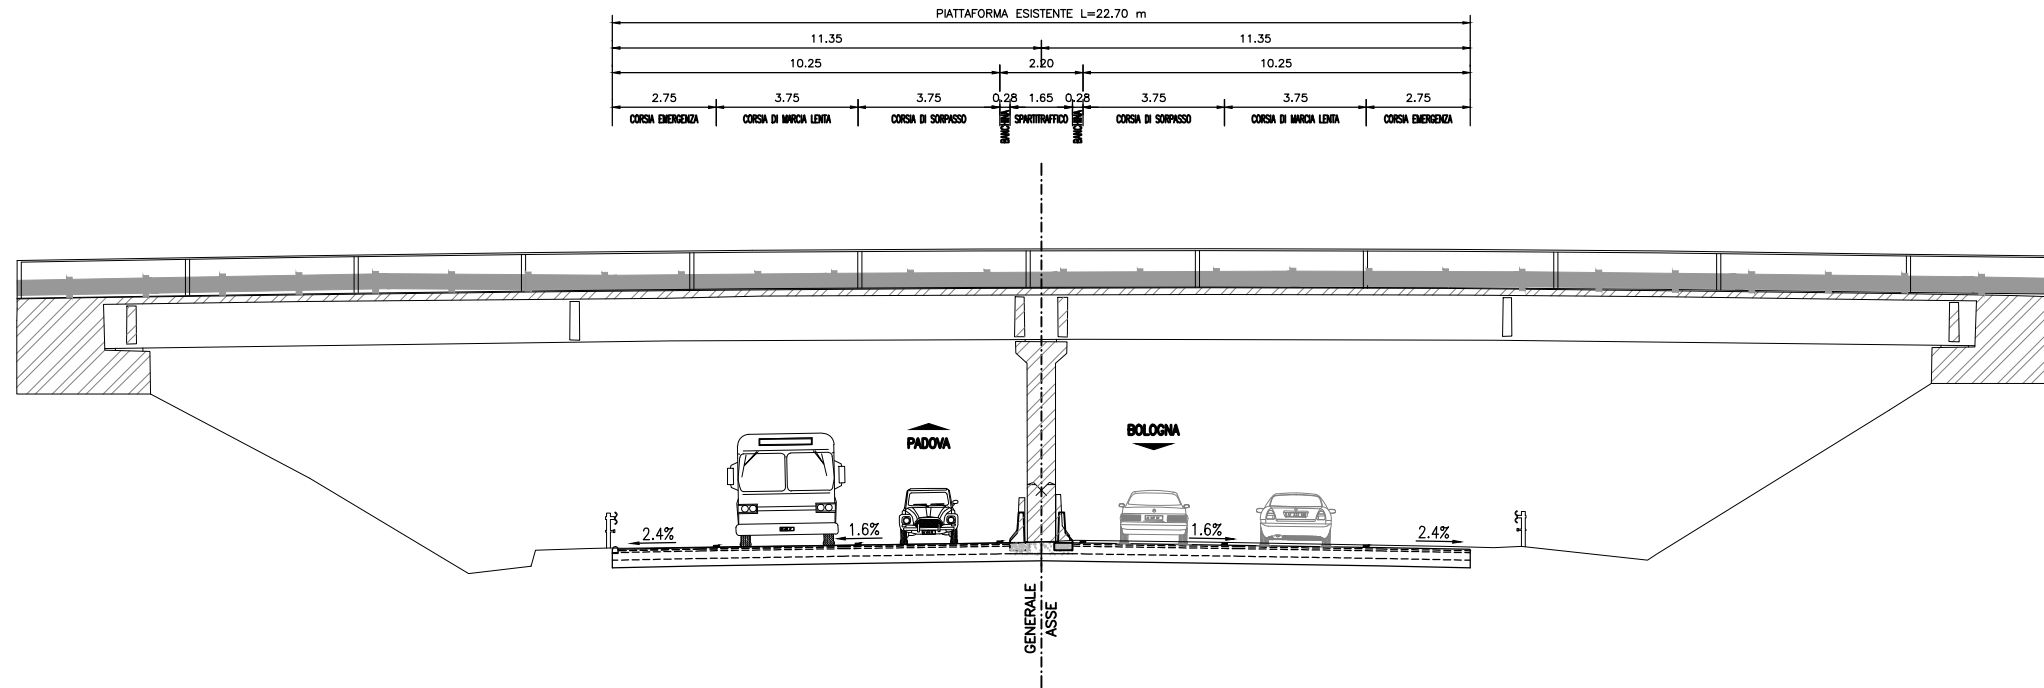 PIATTAFORMA ESISTENTE L=22.70 m
11.35 11.35
10.25 2.20 10.25
2.75 3.75 3.75 0.28 1.65 0.28 3.75 3.75 2.75
CORSIA EMERGENZA CORSIA DI MARCIA LENTA CORSIA DI SORPASSO BANCHINA SPARTITRAFFICO BANCHINA CORSIA DI SORPASSO CORSIA DI MARCIA LENTA CORSIA EMERGENZA
PADOVA BOLOGNA
2.4% 1.6% 1.6% 2.4%
GENERALE
ASSE